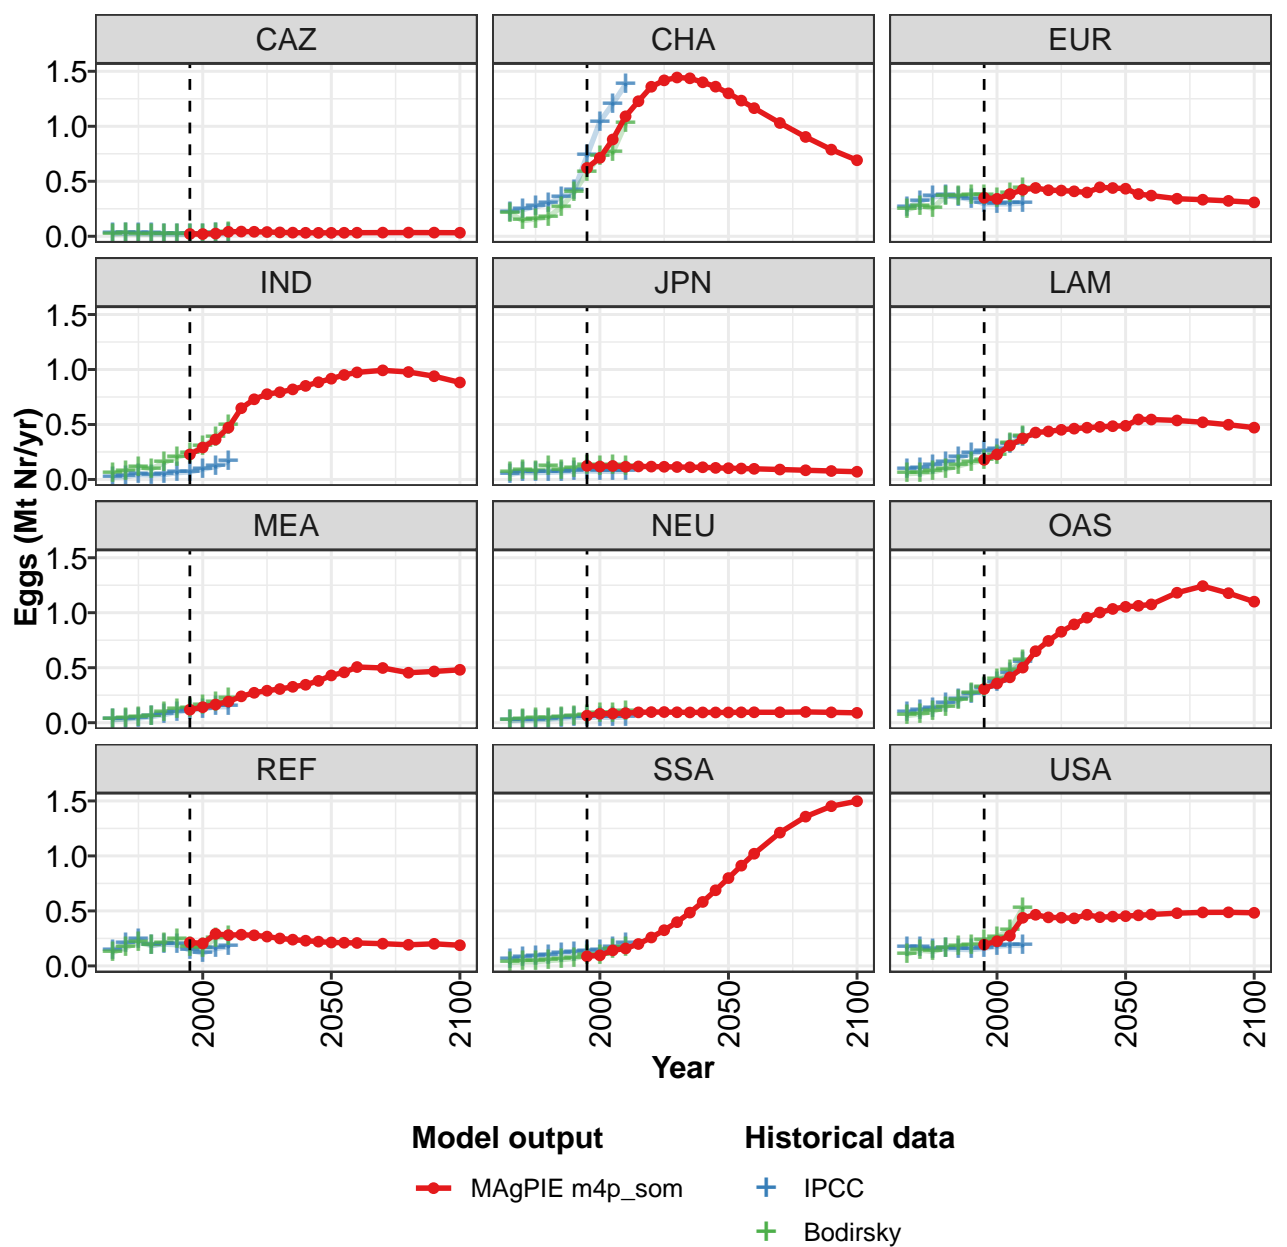 CAZ CHA EUR
1.5
1.0
0.5
0.0
IND JPN LAM
1.5
1.0
0.5
0.0
MEA NEU OAS
1.5
1.0
0.5
0.0
REF SSA USA
1.5
1.0
0.5
0.0
Eggs (Mt Nr/yr)
2000 2050 2100 2000 2050 2100 2000 2050 2100
Year
Model output Historical data
MAgPIE m4p_som IPCC
Bodirsky